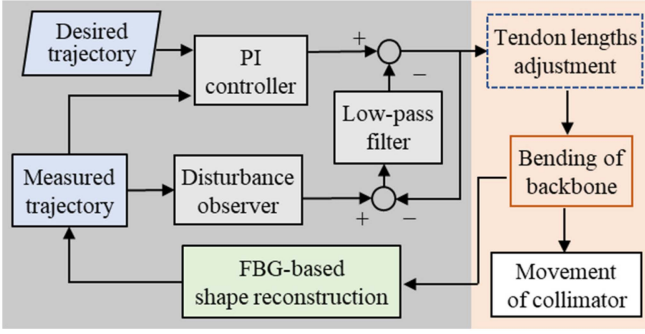 Desired
trajectory
PI
controller
+
−
Tendon lengths
adjustment
Low-pass
filter
Measured
trajectory
Disturbance
observer
+
−
Bending of
backbone
FBG-based
shape reconstruction
Movement
of collimator